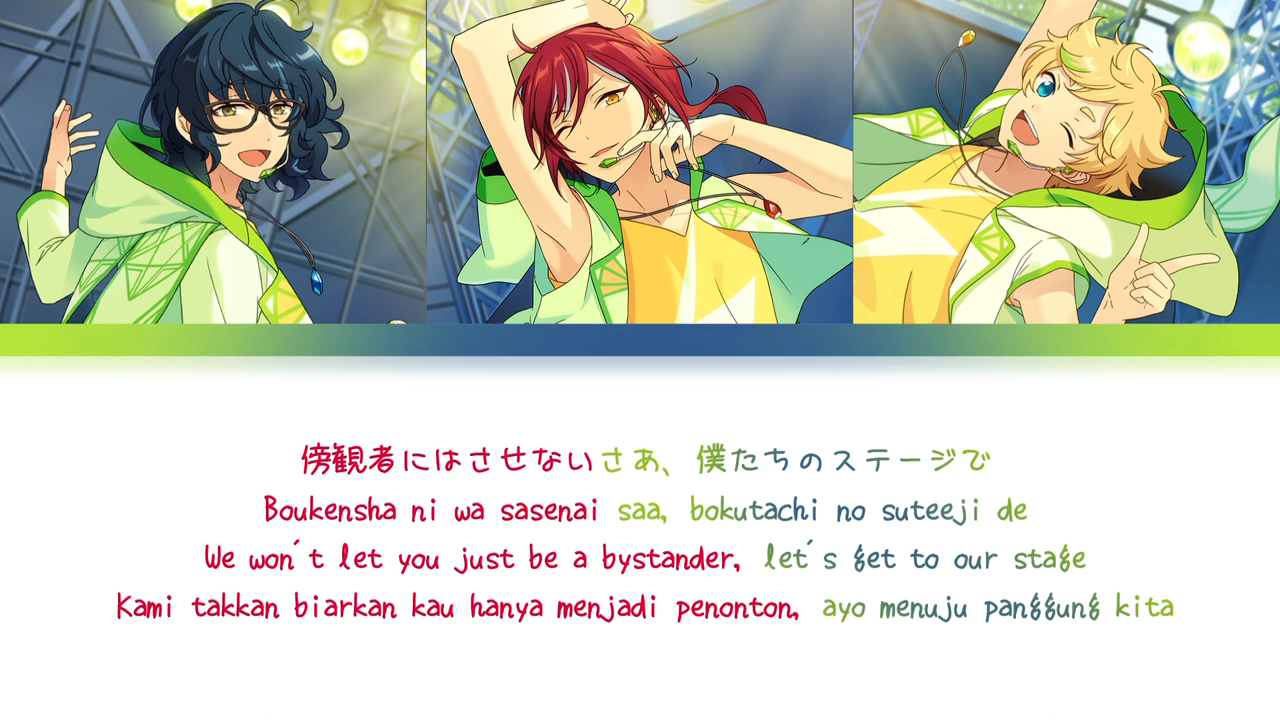 傍観者にはさせないさあ、僕たちのステージで
Boukensha ni wa sasenai saa, bokutachi no suteeji de
We won't let you just be a bystander, let's get to our stage
Kami takkan biarkan kau hanya menjadi penonton, ayo menuju panggung kita